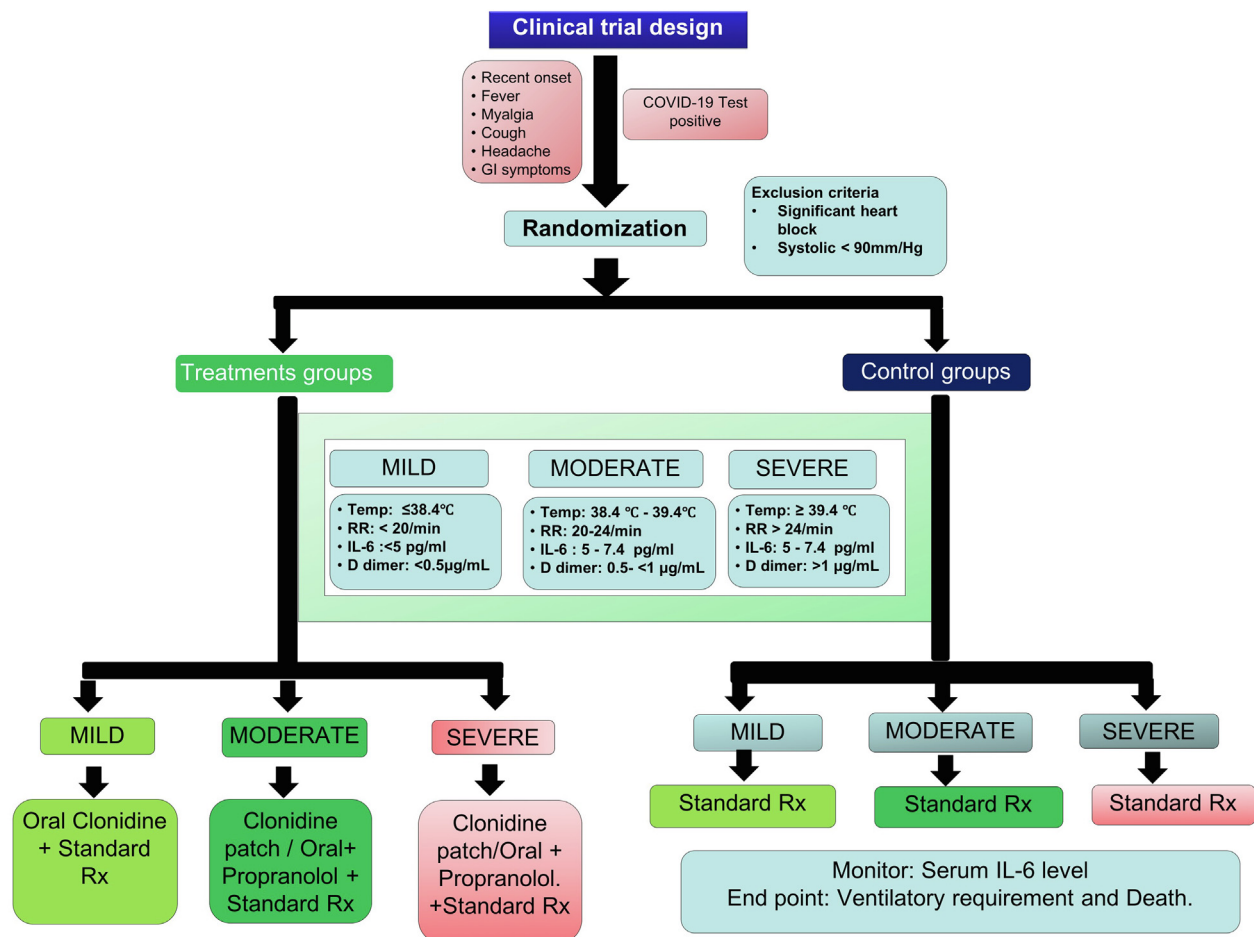 Clinical trial design
• Recent onset
• Fever
• Myalgia
• Cough
• Headache
• GI symptoms
COVID-19 Test
positive
Randomization
Exclusion criteria
• Significant heart
block
• Systolic < 90mm/Hg
Treatments groups
Control groups
MILD
• Temp: ≤38.4℃
• RR: < 20/min
• IL-6 :<5 pg/ml
• D dimer: <0.5µg/mL
MODERATE
• Temp: 38.4 ℃ - 39.4℃
• RR: 20-24/min
• IL-6 : 5 - 7.4 pg/ml
• D dimer: 0.5- <1 µg/mL
SEVERE
• Temp: ≥ 39.4 ℃
• RR > 24/min
• IL-6: 5 - 7.4 pg/ml
• D dimer: >1 µg/mL
MILD
MODERATE
SEVERE
Oral Clonidine
+ Standard
Rx
Clonidine
patch / Oral+
Propranolol +
Standard Rx
Clonidine
patch/Oral +
Propranolol.
+Standard Rx
MILD
MODERATE
SEVERE
Standard Rx
Standard Rx
Standard Rx
Monitor: Serum IL-6 level
End point: Ventilatory requirement and Death.